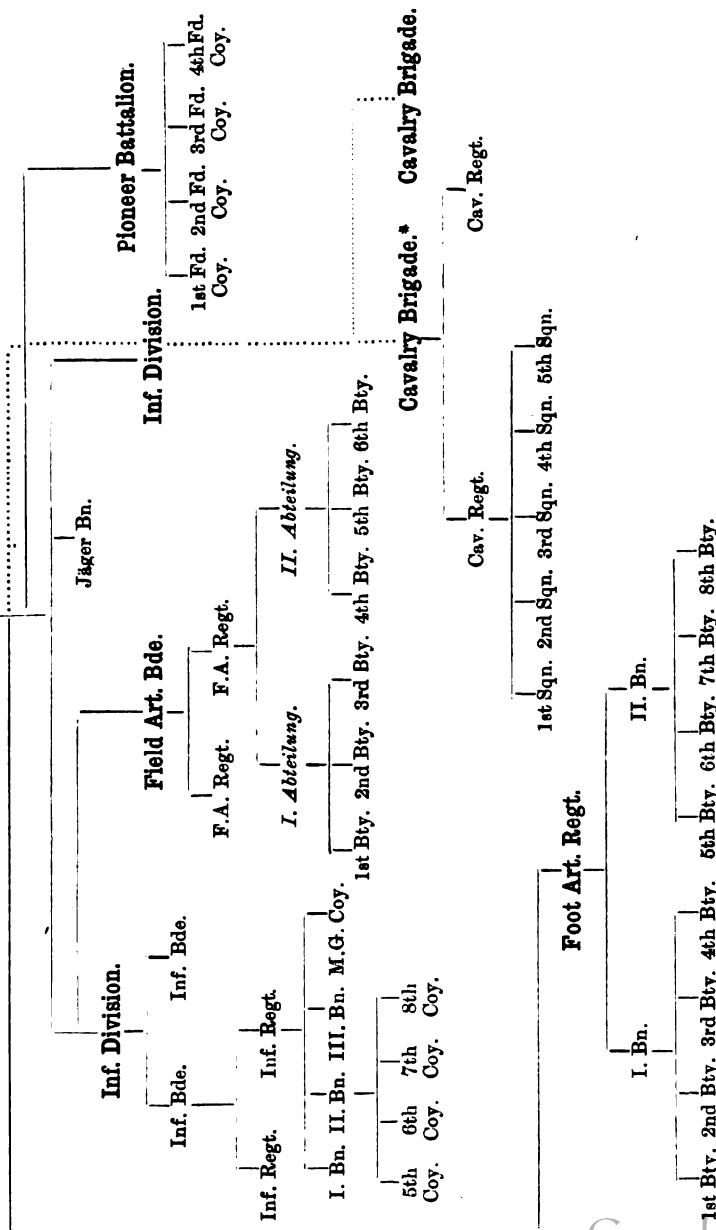 Inf. Division.
Inf. Bde.
Inf. Bde.
Inf. Regt.
Inf. Regt.
I. Bn. II. Bn. III. Bn. M.G. Coy.
5th Coy.
6th Coy.
7th Coy.
8th Coy.
Field Art. Bde.
F.A. Regt.
F.A. Regt.
I. Abteilung.
II. Abteilung.
1st Bty. 2nd Bty. 3rd Bty. 4th Bty. 5th Bty. 6th Bty.
Jäger Bn.
Inf. Division.
Pioneer Battalion.
1st Fd. 2nd Fd. 3rd Fd. 4th Fd.
Coy. Coy. Coy. Coy.
Cavalry Brigade.*
Cavalry Brigade.
Cav. Regt.
Cav. Regt.
1st Sqn. 2nd Sqn. 3rd Sqn. 4th Sqn. 5th Sqn.
Foot Art. Regt.
I. Bn.
II. Bn.
1st Bty. 2nd Bty. 3rd Bty. 4th Bty. 5th Bty. 6th Bty. 7th Bty. 8th Bty.